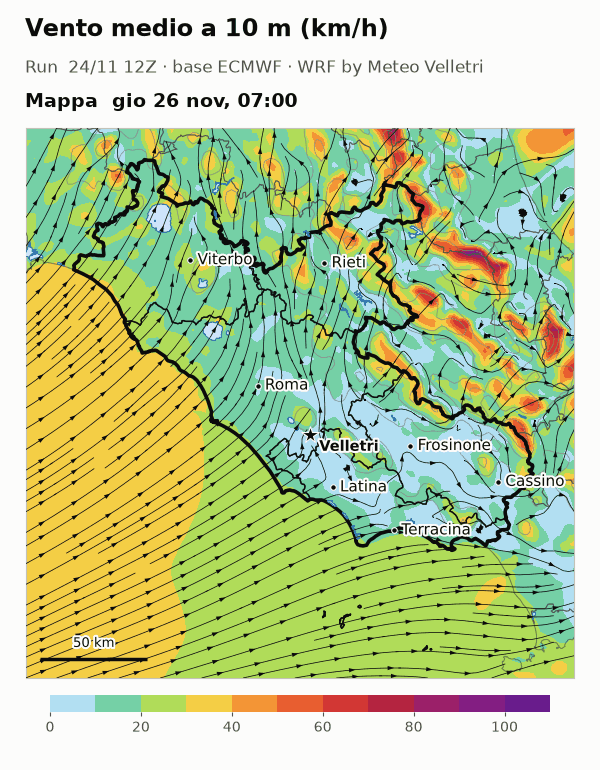 Vento medio a 10 m (km/h)
Run  24/11 12Z · base ECMWF · WRF by Meteo Velletri
Mappa  gio 26 nov, 07:00
Viterbo
Rieti
Roma
Velletri
Frosinone
Latina
Cassino
Terracina
50 km
0 20 40 60 80 100